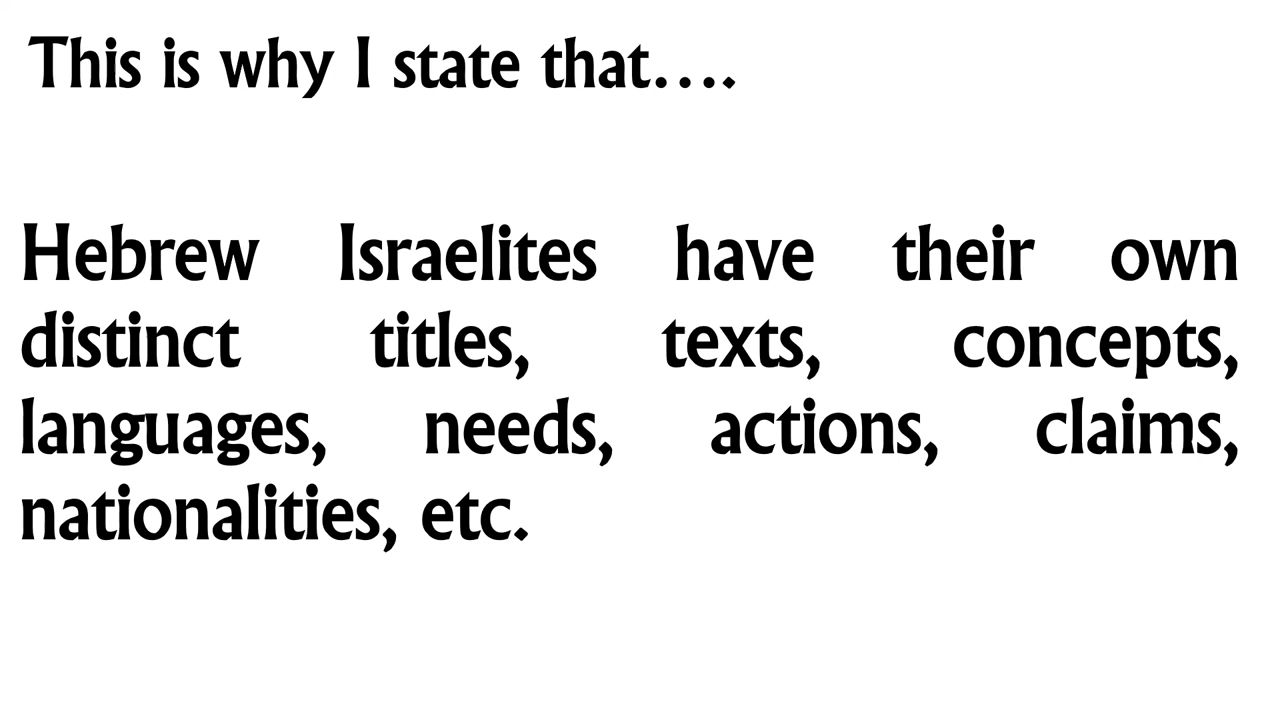 This is why I state that….
Hebrew Israelites have their own
distinct titles, texts, concepts,
languages, needs, actions, claims,
nationalities, etc.